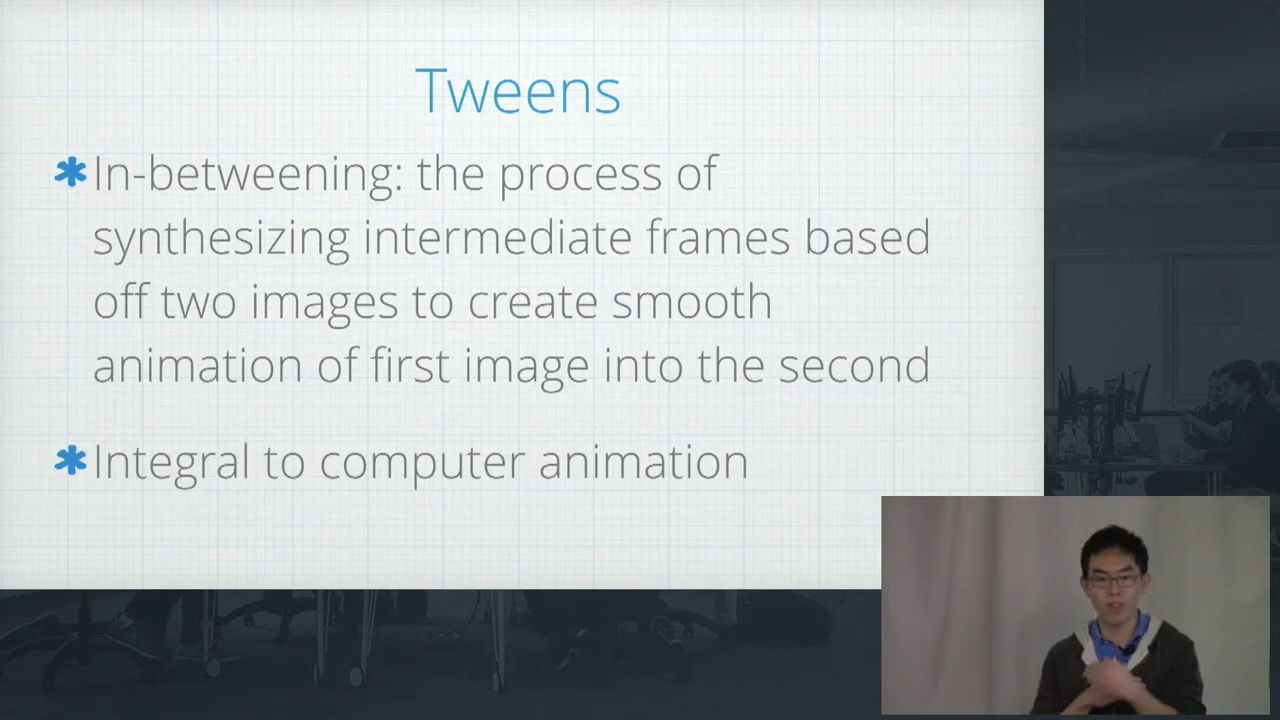 Tweens
In-betweening: the process of
synthesizing intermediate frames based
off two images to create smooth
animation of first image into the second
Integral to computer animation